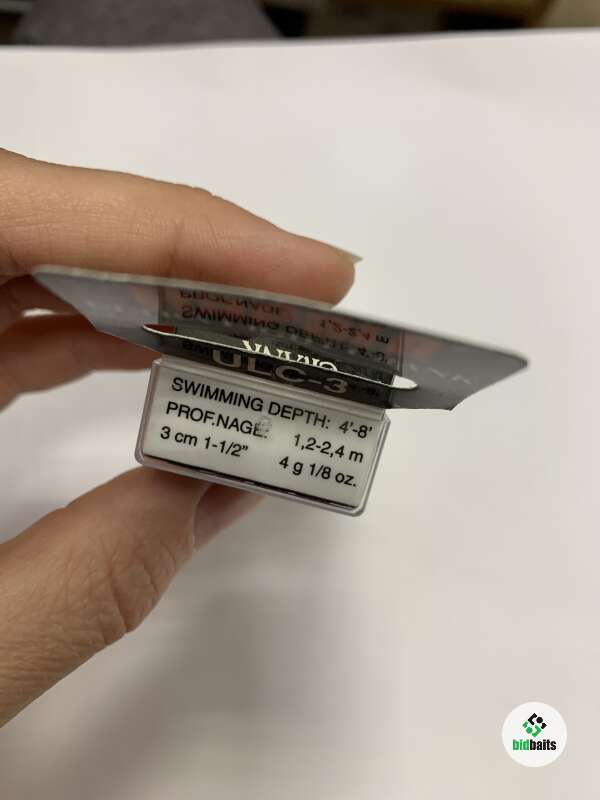 ULC-3
SWIMMING DEPTH: 4'-8'
PROF.NAGE: 1,2-2,4 m
3 cm 1-1/2" 4 g 1/8 oz.
bidbaits